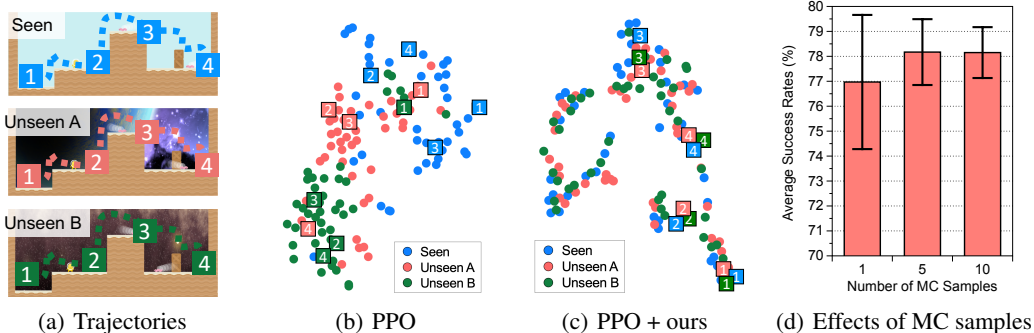 Seen
1 2 3 4
Unseen A
1 2 3 4
Unseen B
1 2 3 4
(a) Trajectories
4
2
1
2
3
1
1
3
3
4
2
4
Seen
Unseen A
Unseen B
(b) PPO
3
3
3
4
4
4
2
2
2
1
1
1
Seen
Unseen A
Unseen B
(c) PPO + ours
Average Success Rates (%)
80
79
78
77
76
75
74
73
72
71
70
1 5 10
Number of MC Samples
(d) Effects of MC samples